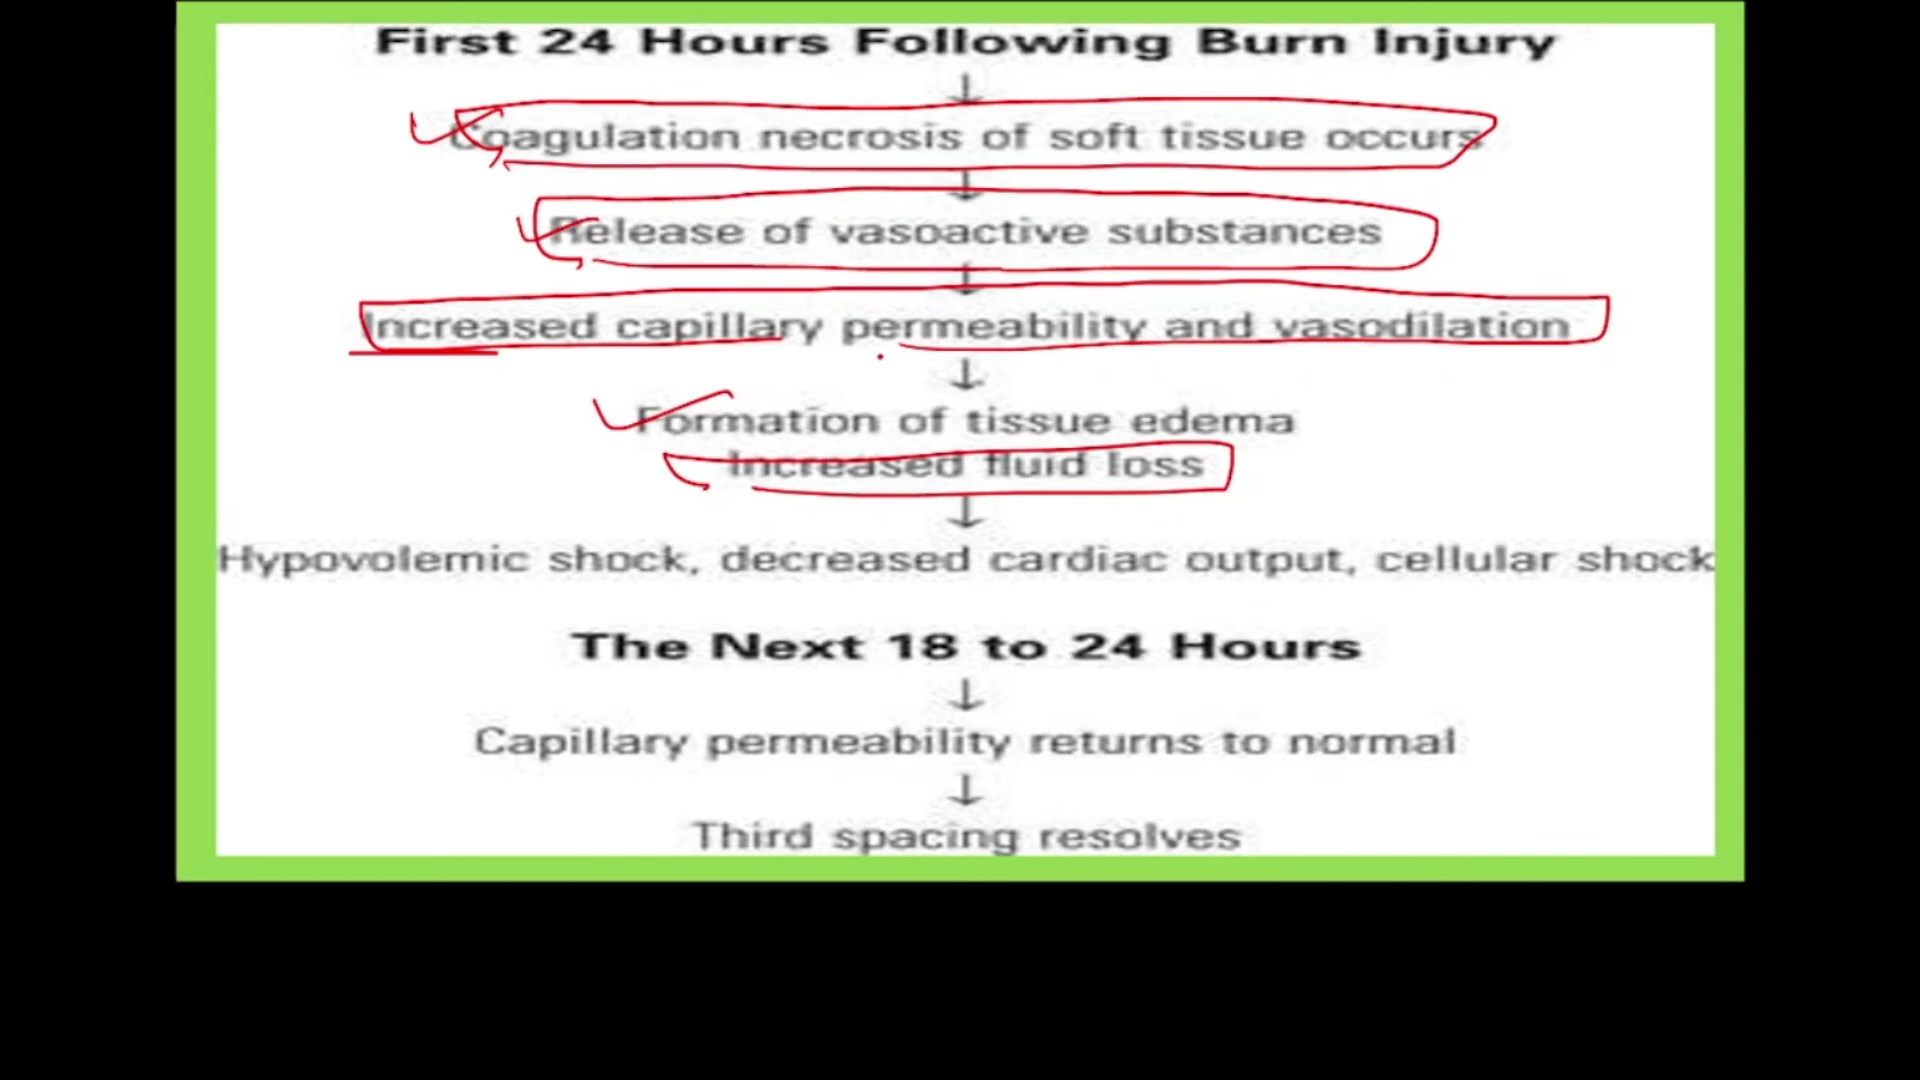 First 24 Hours Following Burn Injury
↓
Coagulation necrosis of soft tissue occurs
↓
Release of vasoactive substances
↓
Increased capillary permeability and vasodilation
↓
Formation of tissue edema
Increased fluid loss
↓
Hypovolemic shock, decreased cardiac output, cellular shock
The Next 18 to 24 Hours
↓
Capillary permeability returns to normal
↓
Third spacing resolves